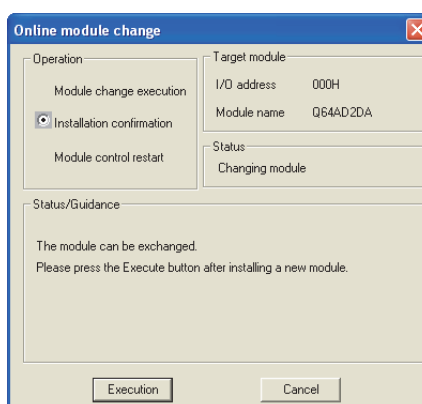 Online module change
Operation
Module change execution
Installation confirmation
Module control restart
Target module
I/O address 000H
Module name Q64AD2DA
Status
Changing module
Status/Guidance
The module can be exchanged.
Please press the Execute button after installing a new module.
Execution
Cancel